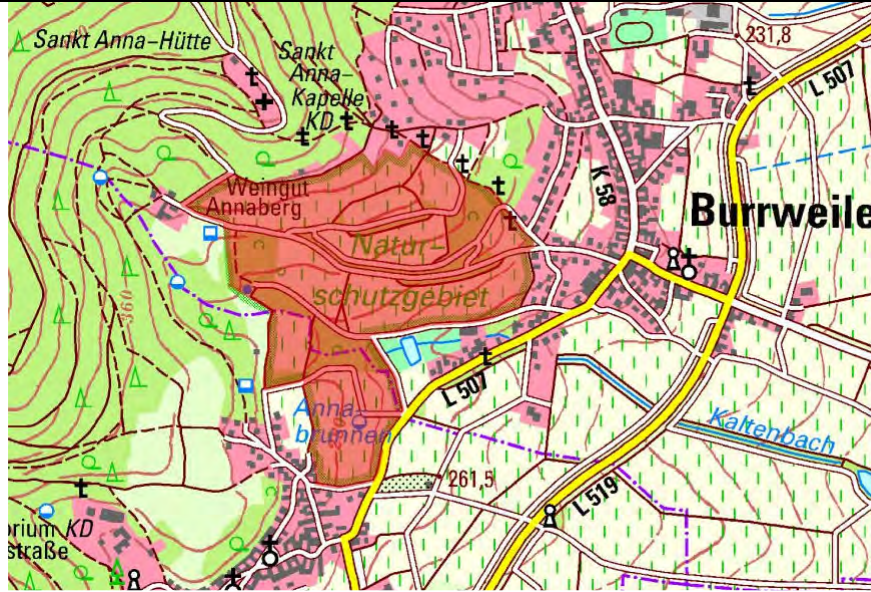 Sankt Anna-Hütte
Sankt
Anna-
Kapelle
KD
231,8
L 507
K 58
Weingut
Annaberg
Burrweile
Natur-
schutzgebiet
360
L 507
Anna-
brunnen
Kaltenbach
261,5
L 519
orium KD
straße